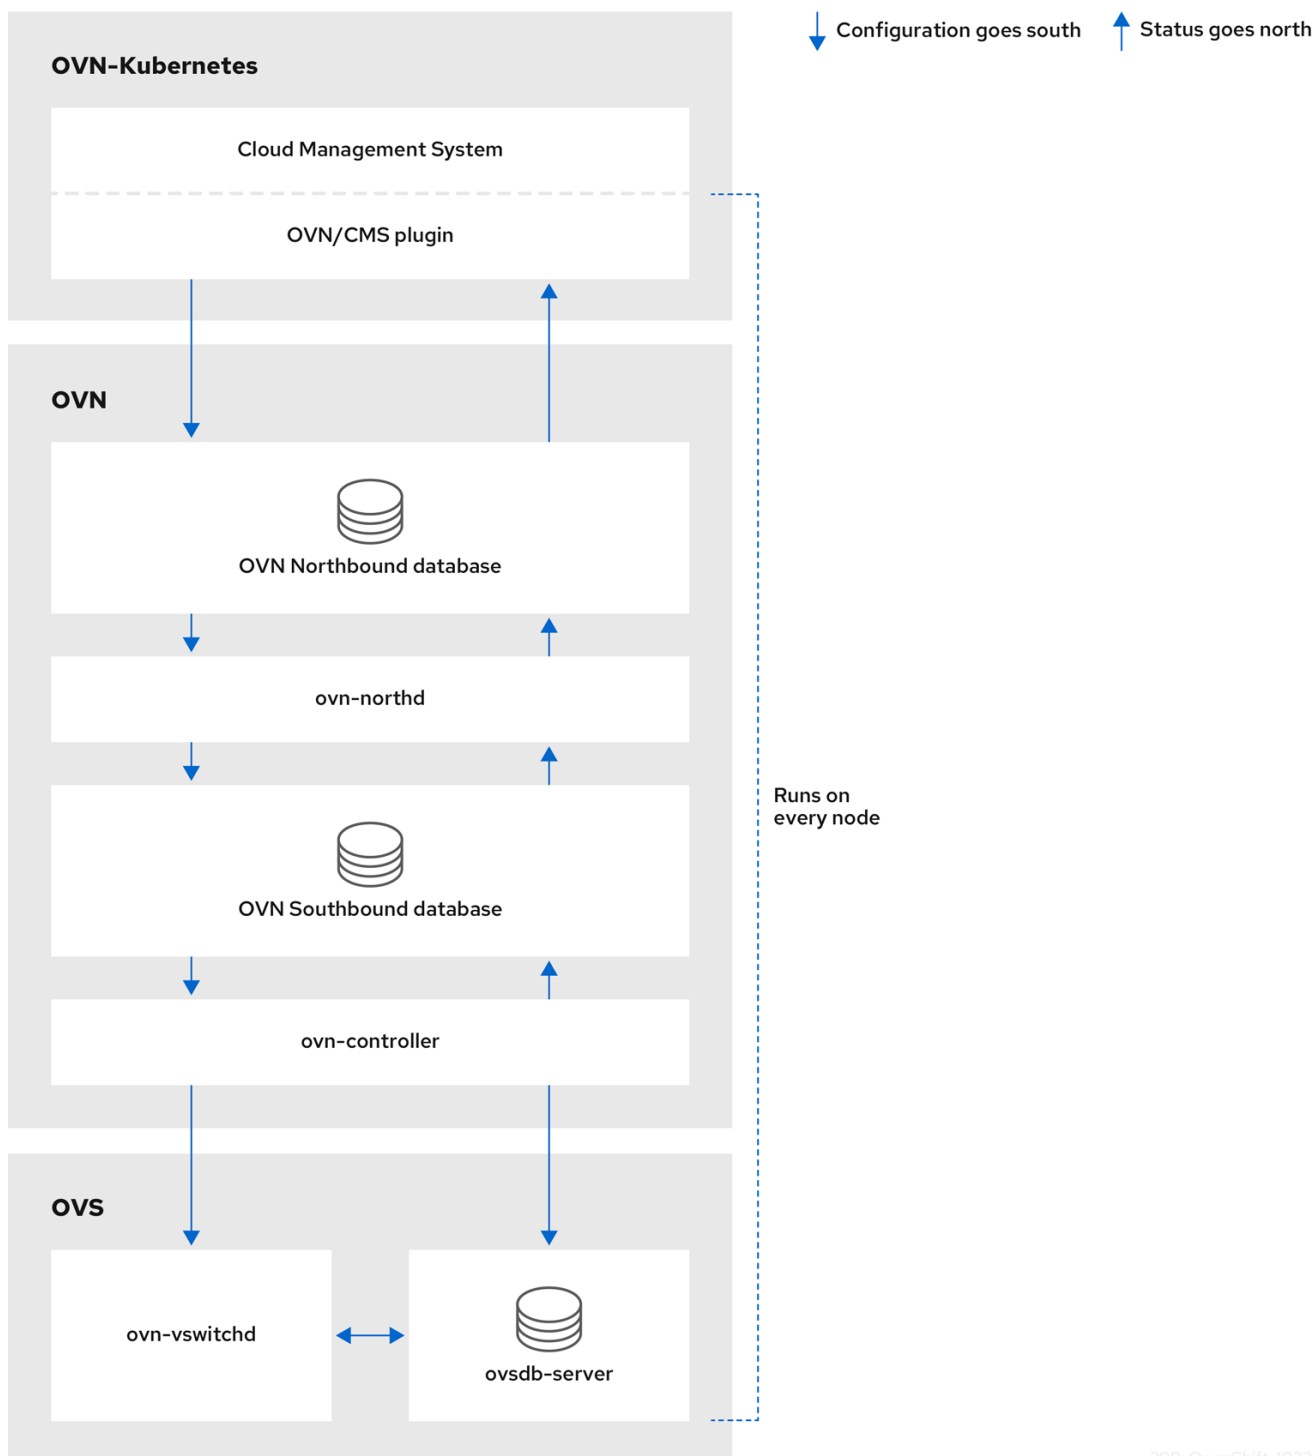 Configuration goes south
Status goes north
OVN-Kubernetes
Cloud Management System
OVN/CMS plugin
OVN
OVN Northbound database
ovn-northd
OVN Southbound database
ovn-controller
Runs on
every node
OVS
ovn-vswitchd
ovsdb-server